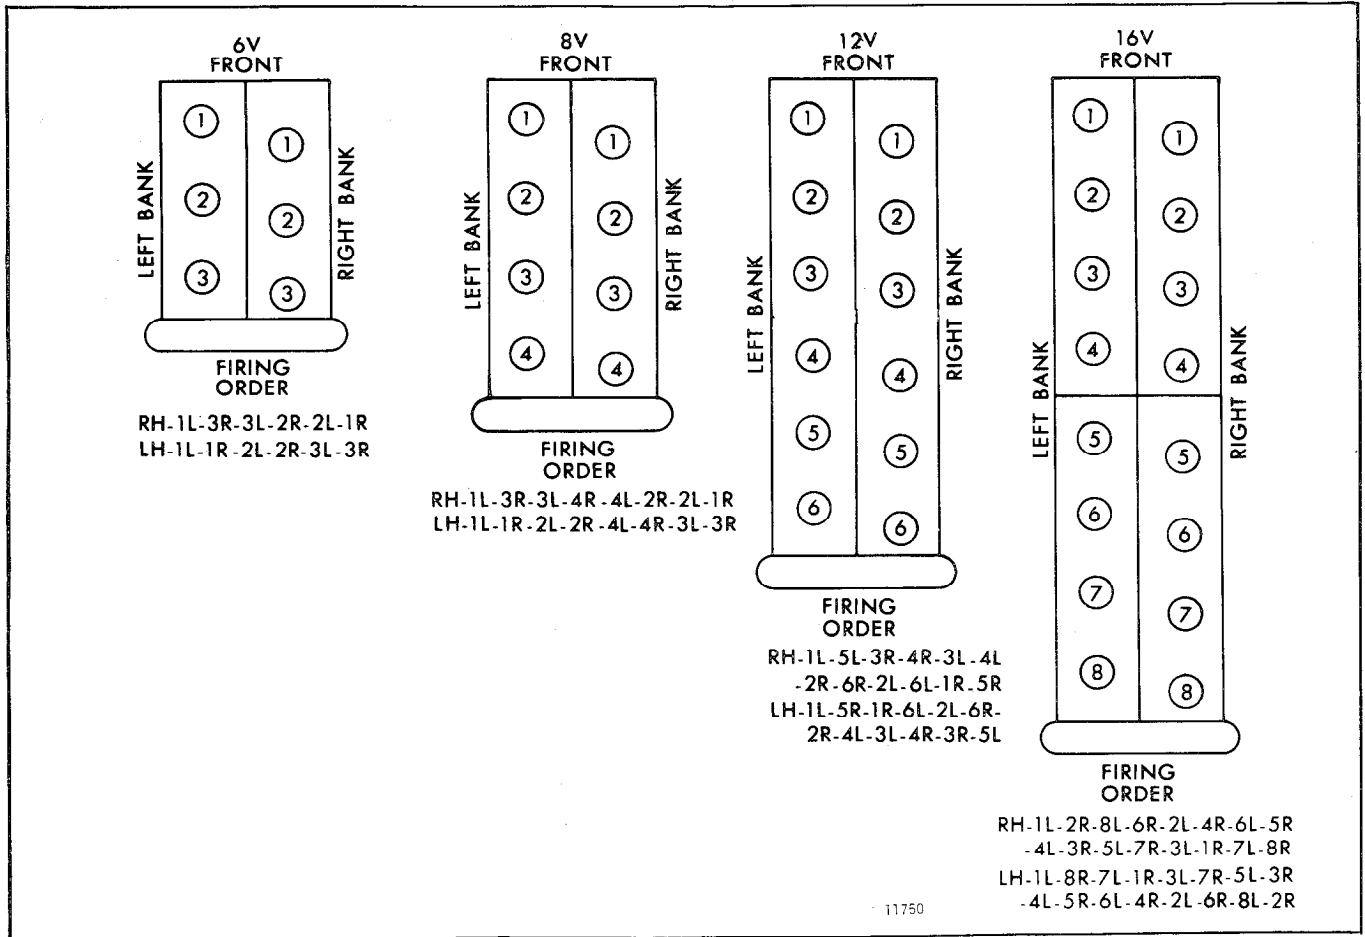 6V
FRONT
LEFT BANK
1
2
3
1
2
3
RIGHT BANK
FIRING
ORDER
RH-1L-3R-3L-2R-2L-1R
LH-1L-1R-2L-2R-3L-3R
8V
FRONT
LEFT BANK
1
2
3
4
1
2
3
4
RIGHT BANK
FIRING
ORDER
RH-1L-3R-3L-4R-4L-2R-2L-1R
LH-1L-1R-2L-2R-4L-4R-3L-3R
12V
FRONT
LEFT BANK
1
2
3
4
5
6
1
2
3
4
5
6
RIGHT BANK
FIRING
ORDER
RH-1L-5L-3R-4R-3L-4L
-2R-6R-2L-6L-1R-5R
LH-1L-5R-1R-6L-2L-6R-
2R-4L-3L-4R-3R-5L
16V
FRONT
LEFT BANK
1
2
3
4
5
6
7
8
1
2
3
4
5
6
7
8
RIGHT BANK
FIRING
ORDER
RH-1L-2R-8L-6R-2L-4R-6L-5R
-4L-3R-5L-7R-3L-1R-7L-8R
LH-1L-8R-7L-1R-3L-7R-5L-3R
-4L-5R-6L-4R-2L-6R-8L-2R
11750